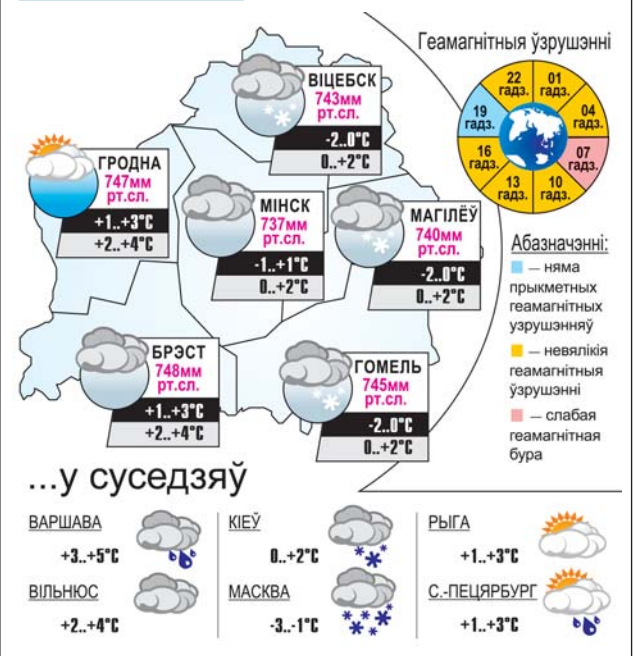 Геамагнітныя ўзрушэнні
22
гадз.
01
гадз.
04
гадз.
07
гадз.
10
гадз.
13
гадз.
16
гадз.
19
гадз.
ВІЦЕБСК
743мм
рт.сл.
-2..0°C
0..+2°C
ГРОДНА
747мм
рт.сл.
+1..+3°C
+2..+4°C
МІНСК
737мм
рт.сл.
-1..+1°C
0..+2°C
МАГІЛЁЎ
740мм
рт.сл.
-2..0°C
0..+2°C
БРЭСТ
748мм
рт.сл.
+1..+3°C
+2..+4°C
ГОМЕЛЬ
745мм
рт.сл.
-2..0°C
0..+2°C
Абазначэнні:
— няма
прыкметных
геамагнітных
узрушэнняў
— невялікія
геамагнітныя
ўзрушэнні
— слабая
геамагнітная
бура
...у суседзяў
ВАРШАВА
+3..+5°C
КІЕЎ
0..+2°C
РЫГА
+1..+3°C
ВІЛЬНЮС
+2..+4°C
МАСКВА
-3..-1°C
С.-ПЕЦЯРБУРГ
+1..+3°C